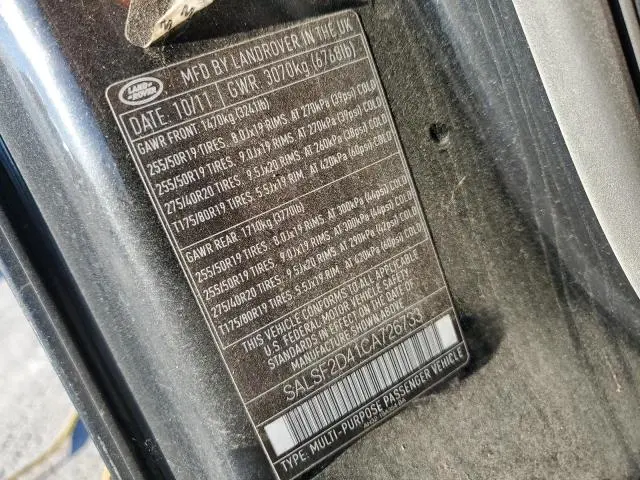 LAND
ROVER
MFD BY LANDROVER IN THE UK
DATE: 10/11
GWR: 3070kg (6768lb)
GAWR FRONT: 1470kg (3241lb)
255/50R19 TIRES, 8.0Jx19 RIMS, AT 270kPa (39psi) COLD
255/50R19 TIRES, 9.0Jx19 RIMS, AT 270kPa (39psi) COLD
275/40R20 TIRES, 9.5Jx20 RIMS, AT 260kPa (38psi) COLD
T175/80R19 TIRES, 5.5Jx19 RIM, AT 420kPa (60psi) COLD
GAWR REAR: 1710kg (3770lb)
255/50R19 TIRES, 8.0Jx19 RIMS, AT 300kPa (44psi) COLD
255/50R19 TIRES, 9.0Jx19 RIMS, AT 300kPa (44psi) COLD
275/40R20 TIRES, 9.5Jx20 RIMS, AT 290kPa (42psi) COLD
T175/80R19 TIRES, 5.5Jx19 RIM, AT 420kPa (60psi) COLD
THIS VEHICLE CONFORMS TO ALL APPLICABLE
U.S. FEDERAL MOTOR VEHICLE SAFETY
STANDARDS IN EFFECT ON THE DATE OF
MANUFACTURE SHOWN ABOVE
SALSF2D41CA726733
TYPE: MULTI-PURPOSE PASSENGER VEHICLE